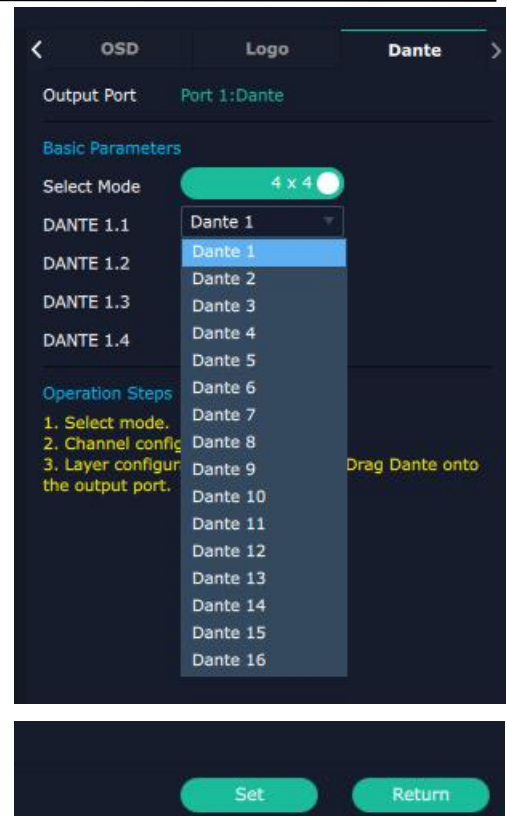 OSD Logo Dante
Output Port Port 1:Dante
Basic Parameters
Select Mode 4 x 4
DANTE 1.1 Dante 1
DANTE 1.2
DANTE 1.3
DANTE 1.4
Dante 1
Dante 2
Dante 3
Dante 4
Dante 5
Dante 6
Dante 7
Dante 8
Dante 9
Dante 10
Dante 11
Dante 12
Dante 13
Dante 14
Dante 15
Dante 16
Operation Steps
1. Select mode.
2. Channel
3. Layer Drag Dante onto
the output port.
Set Return